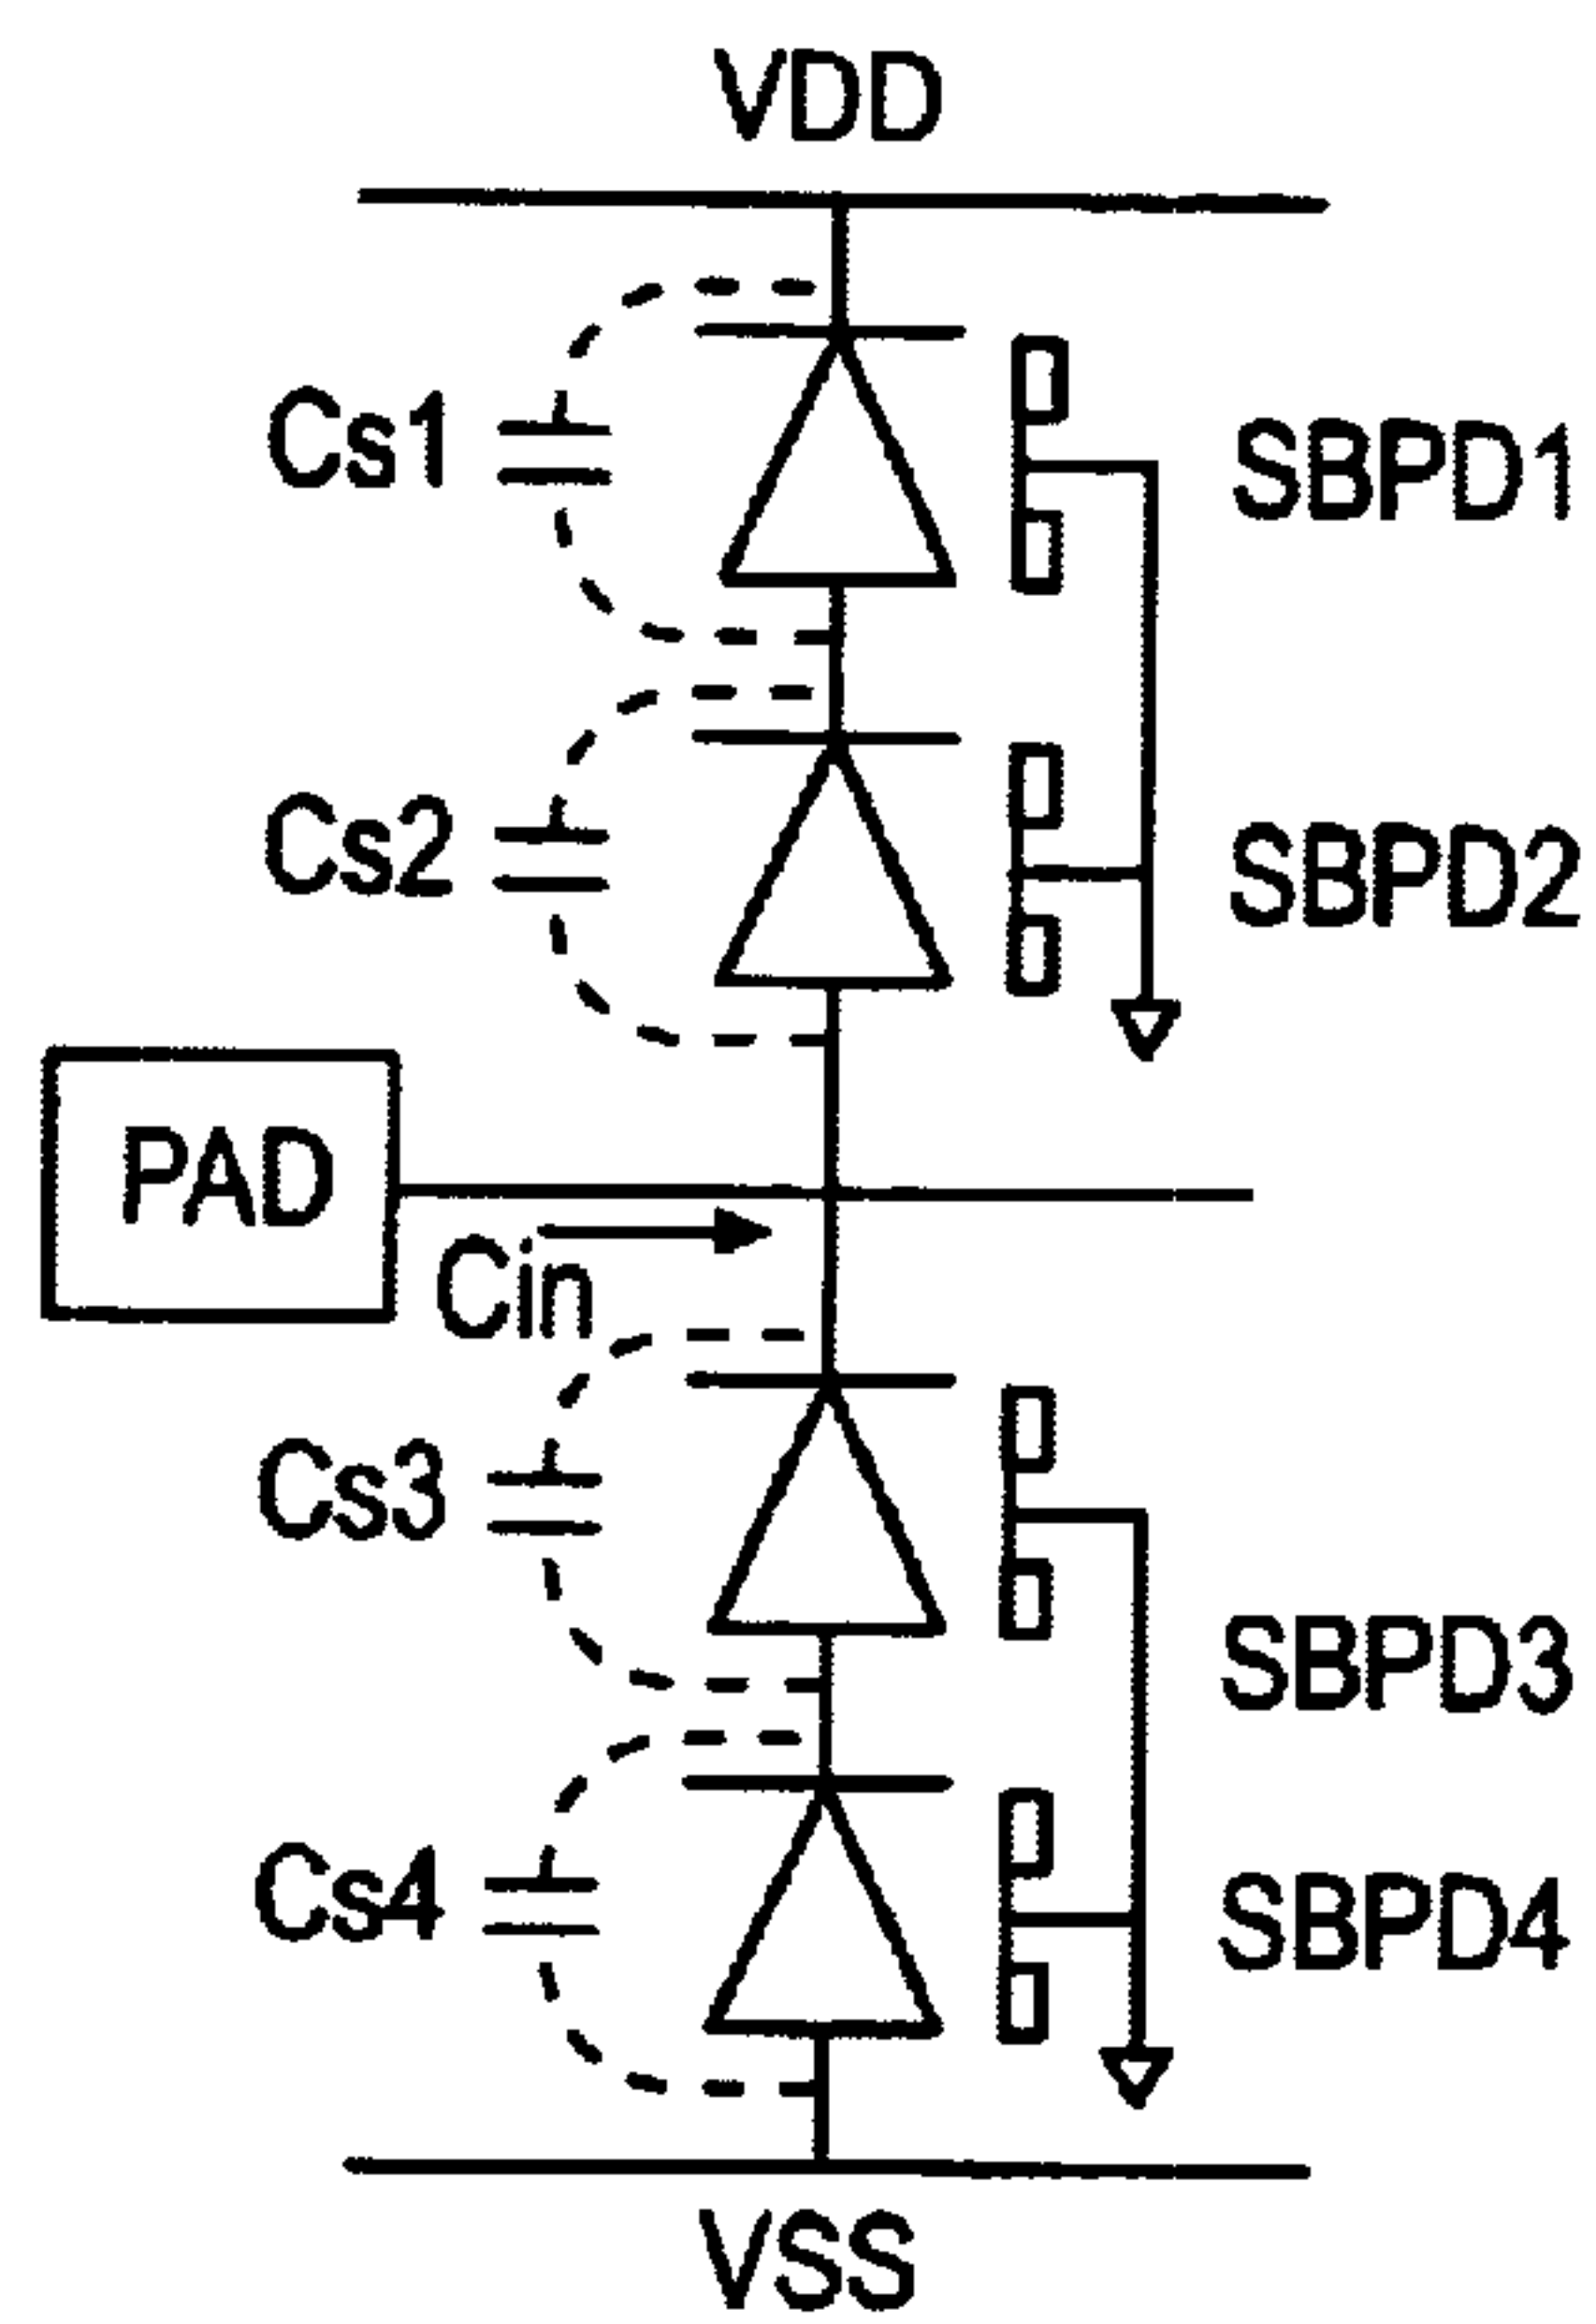 VDD
Cs1
SBPD1
Cs2
SBPD2
PAD
Cin
Cs3
SBPD3
Cs4
SBPD4
VSS